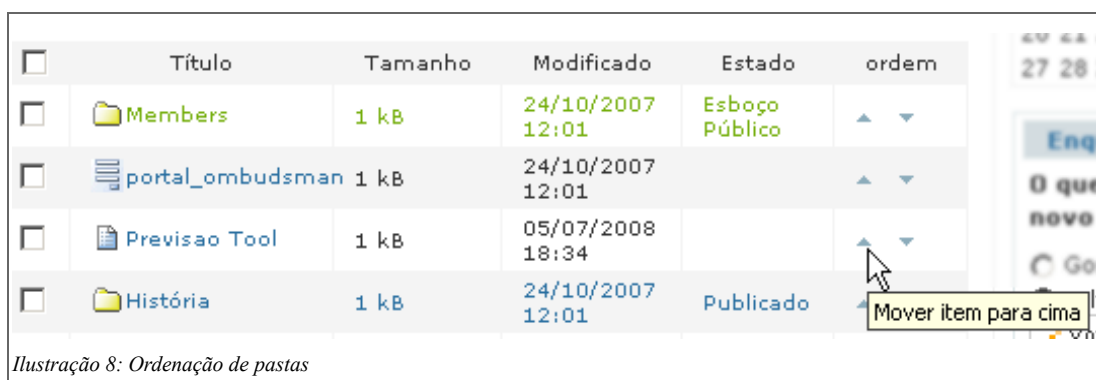 Título Tamanho Modificado Estado ordem
27 28
Members 1 kB 24/10/2007 12:01 Esboço Público
Enq
portal_ombudsman 1 kB 24/10/2007 12:01
O que
novo
Previsao Tool 1 kB 05/07/2008 18:34
Go
História 1 kB 24/10/2007 12:01 Publicado
Mover item para cima
Ilustração 8: Ordenação de pastas